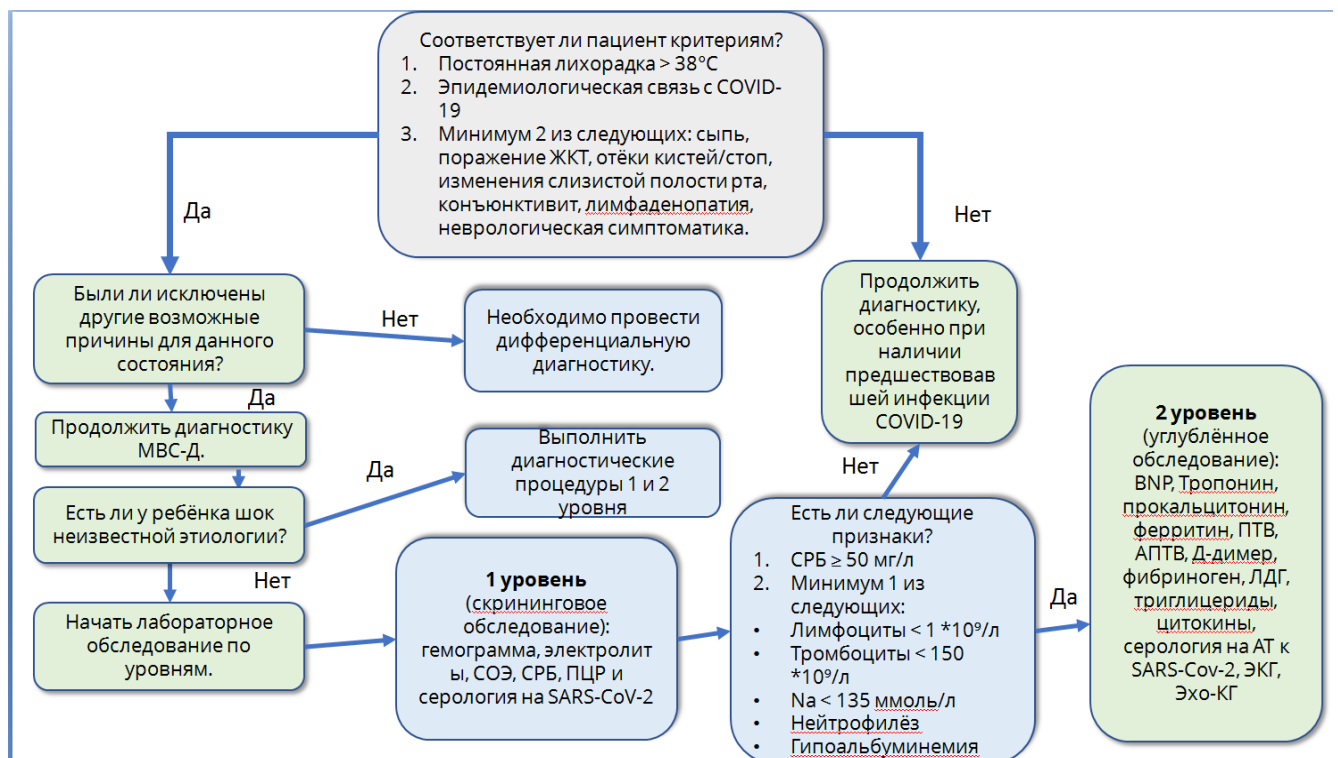 Соответствует ли пациент критериям?
1. Постоянная лихорадка > 38°C
2. Эпидемиологическая связь с COVID-
19
3. Минимум 2 из следующих: сыпь,
поражение ЖКТ, отёки кистей/стоп,
изменения слизистой полости рта,
конъюнктивит, лимфаденопатия,
неврологическая симптоматика.
Да
Нет
Были ли исключены
другие возможные
причины для данного
состояния?
Нет
Необходимо провести
дифференциальную
диагностику.
Продолжить
диагностику,
особенно при
наличии
предшествовав
шей инфекции
COVID-19
Да
Продолжить диагностику
МВС-Д.
Есть ли у ребёнка шок
неизвестной этиологии?
Да
Выполнить
диагностические
процедуры 1 и 2
уровня
Нет
Нет
Начать лабораторное
обследование по
уровням.
1 уровень
(скрининговое
обследование):
гемограмма, электролит
ы, СОЭ, СРБ, ПЦР и
серология на SARS-CoV-2
Есть ли следующие
признаки?
1. СРБ ≥ 50 мг/л
2. Минимум 1 из
следующих:
• Лимфоциты < 1 *10⁹/л
• Тромбоциты < 150
*10⁹/л
• Na < 135 ммоль/л
• Нейтрофилёз
• Гипоальбуминемия
Да
2 уровень
(углублённое
обследование):
BNP, Тропонин,
прокальцитонин,
ферритин, ПТВ,
АПТВ, Д-димер,
фибриноген, ЛДГ,
триглицериды,
цитокины,
серология на АТ к
SARS-Cov-2, ЭКГ,
Эхо-КГ